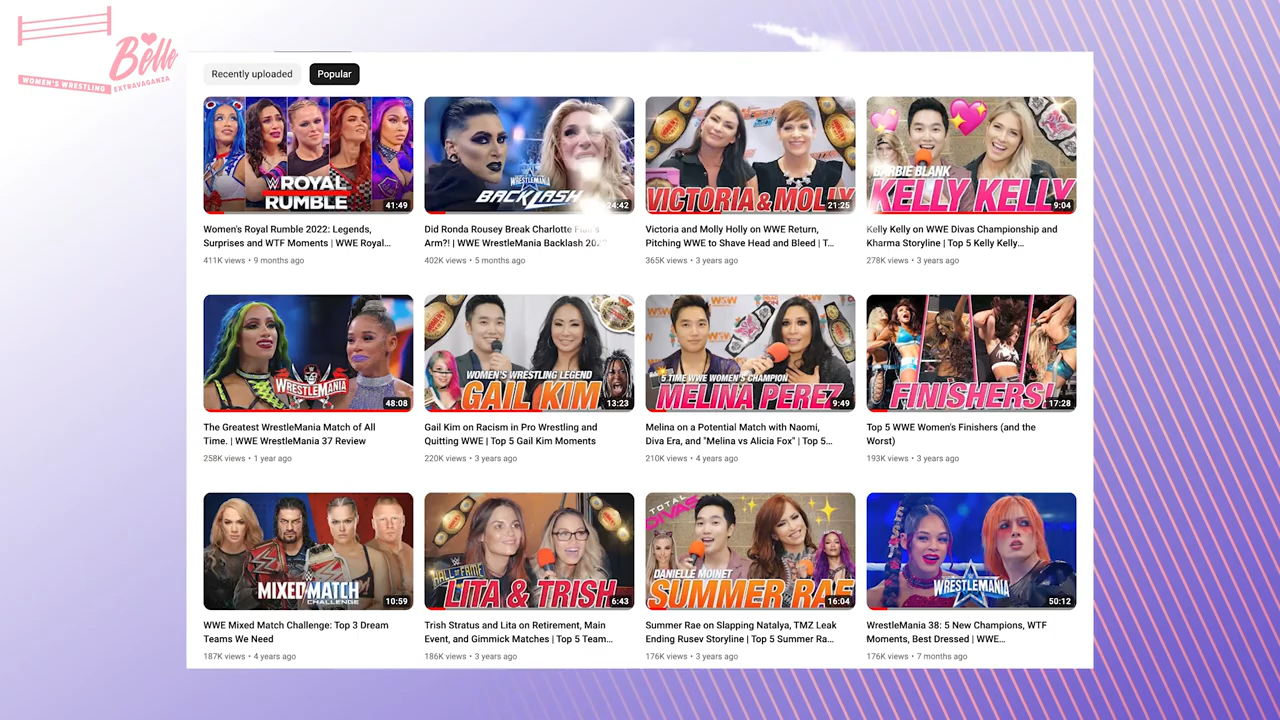 Belle
WOMEN'S WRESTLING
EXTRAVAGANZA
Recently uploaded
Popular
ROYAL
RUMBLE
41:49
WRESTLEMANIA
BACKLASH
24:42
VICTORIA & MOLLY
21:25
BARBIE BLANK
KELLY KELLY
9:04
Women's Royal Rumble 2022: Legends,
Surprises and WTF Moments | WWE Royal...
411K views • 9 months ago
Did Ronda Rousey Break Charlotte Flair's
Arm?! | WWE WrestleMania Backlash 202
402K views • 5 months ago
Victoria and Molly Holly on WWE Return,
Pitching WWE to Shave Head and Bleed | T...
365K views • 3 years ago
Kelly Kelly on WWE Divas Championship and
Kharma Storyline | Top 5 Kelly Kelly...
278K views • 3 years ago
WRESTLEMANIA
48:08
WOMEN'S WRESTLING LEGEND
GAIL KIM
13:23
5 TIME WWE WOMEN'S CHAMPION
MELINA PEREZ
9:49
FINISHERS!
17:28
The Greatest WrestleMania Match of All
Time. | WWE WrestleMania 37 Review
258K views • 1 year ago
Gail Kim on Racism in Pro Wrestling and
Quitting WWE | Top 5 Gail Kim Moments
220K views • 3 years ago
Melina on a Potential Match with Naomi,
Diva Era, and "Melina vs Alicia Fox" | Top 5...
210K views • 4 years ago
Top 5 WWE Women's Finishers (and the
Worst)
193K views • 3 years ago
MIXED MATCH
CHALLENGE
10:59
HALL OF FAME
LITA & TRISH
6:43
TOTAL
DIVAS
DANIELLE MOINET
SUMMER RAE
16:04
WRESTLEMANIA
50:12
WWE Mixed Match Challenge: Top 3 Dream
Teams We Need
187K views • 4 years ago
Trish Stratus and Lita on Retirement, Main
Event, and Gimmick Matches | Top 5 Team...
186K views • 3 years ago
Summer Rae on Slapping Natalya, TMZ Leak
Ending Rusev Storyline | Top 5 Summer Ra...
176K views • 3 years ago
WrestleMania 38: 5 New Champions, WTF
Moments, Best Dressed | WWE...
176K views • 7 months ago